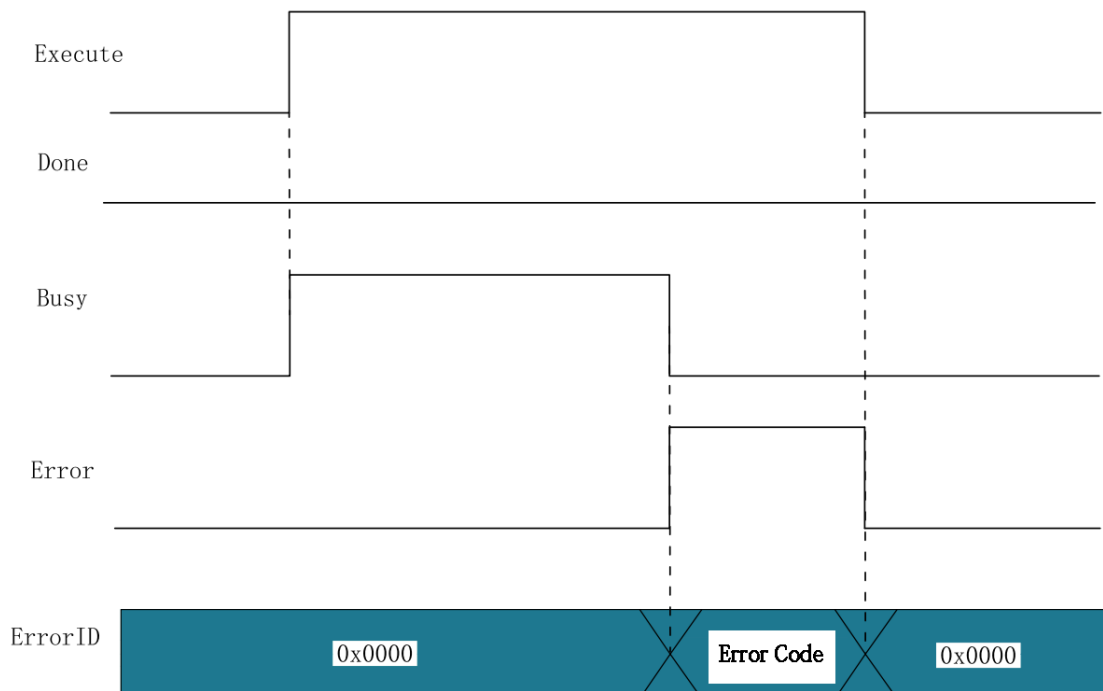 Execute
Done
Busy
Error
ErrorID
0x0000
Error Code
0x0000